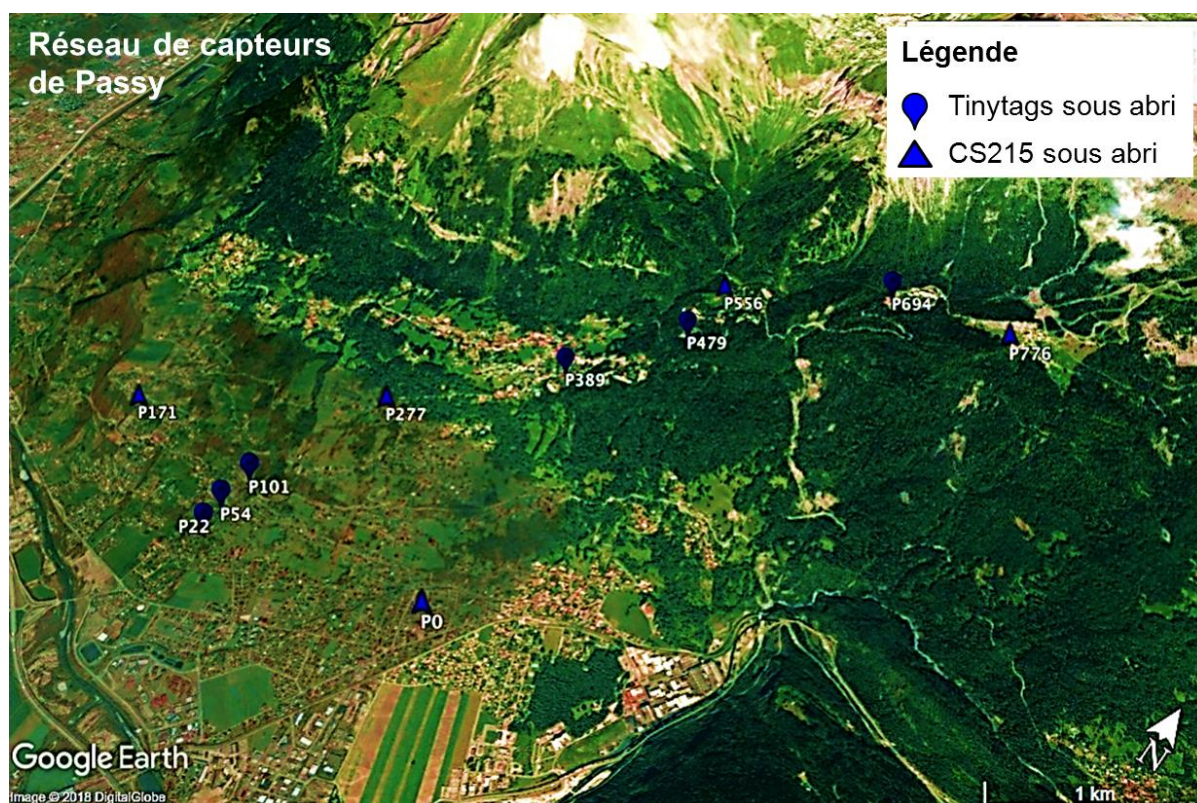 Réseau de capteurs
de Passy
Légende
Tinytags sous abri
CS215 sous abri
P556
P694
P479
P776
P389
P171
P277
P101
P54
P22
P0
N
Google Earth
Image © 2018 DigitalGlobe
1 km